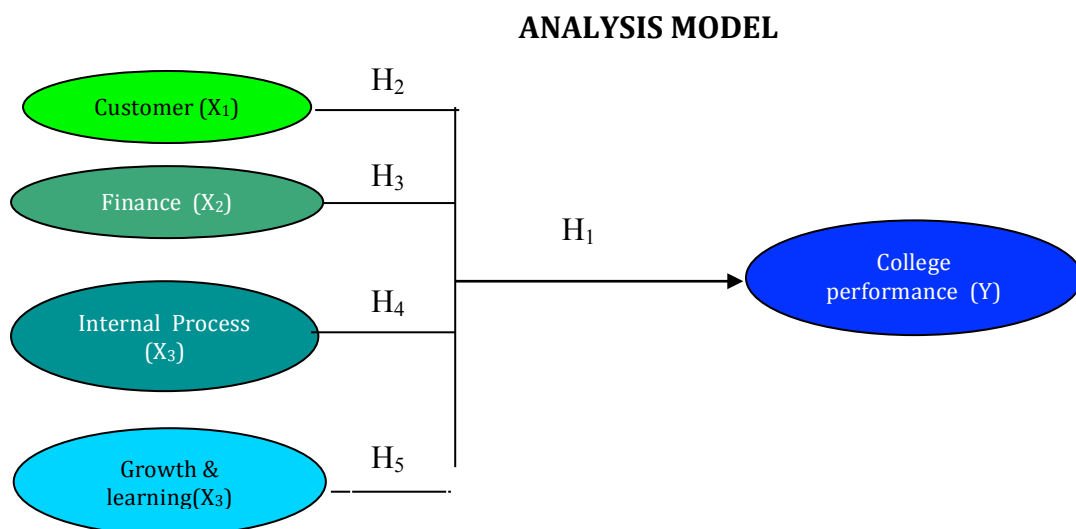 ANALYSIS MODEL
Customer (X₁)
H₂
Finance (X₂)
H₃
H₁
College
performance (Y)
Internal Process
(X₃)
H₄
Growth &
learning(X₃)
H₅